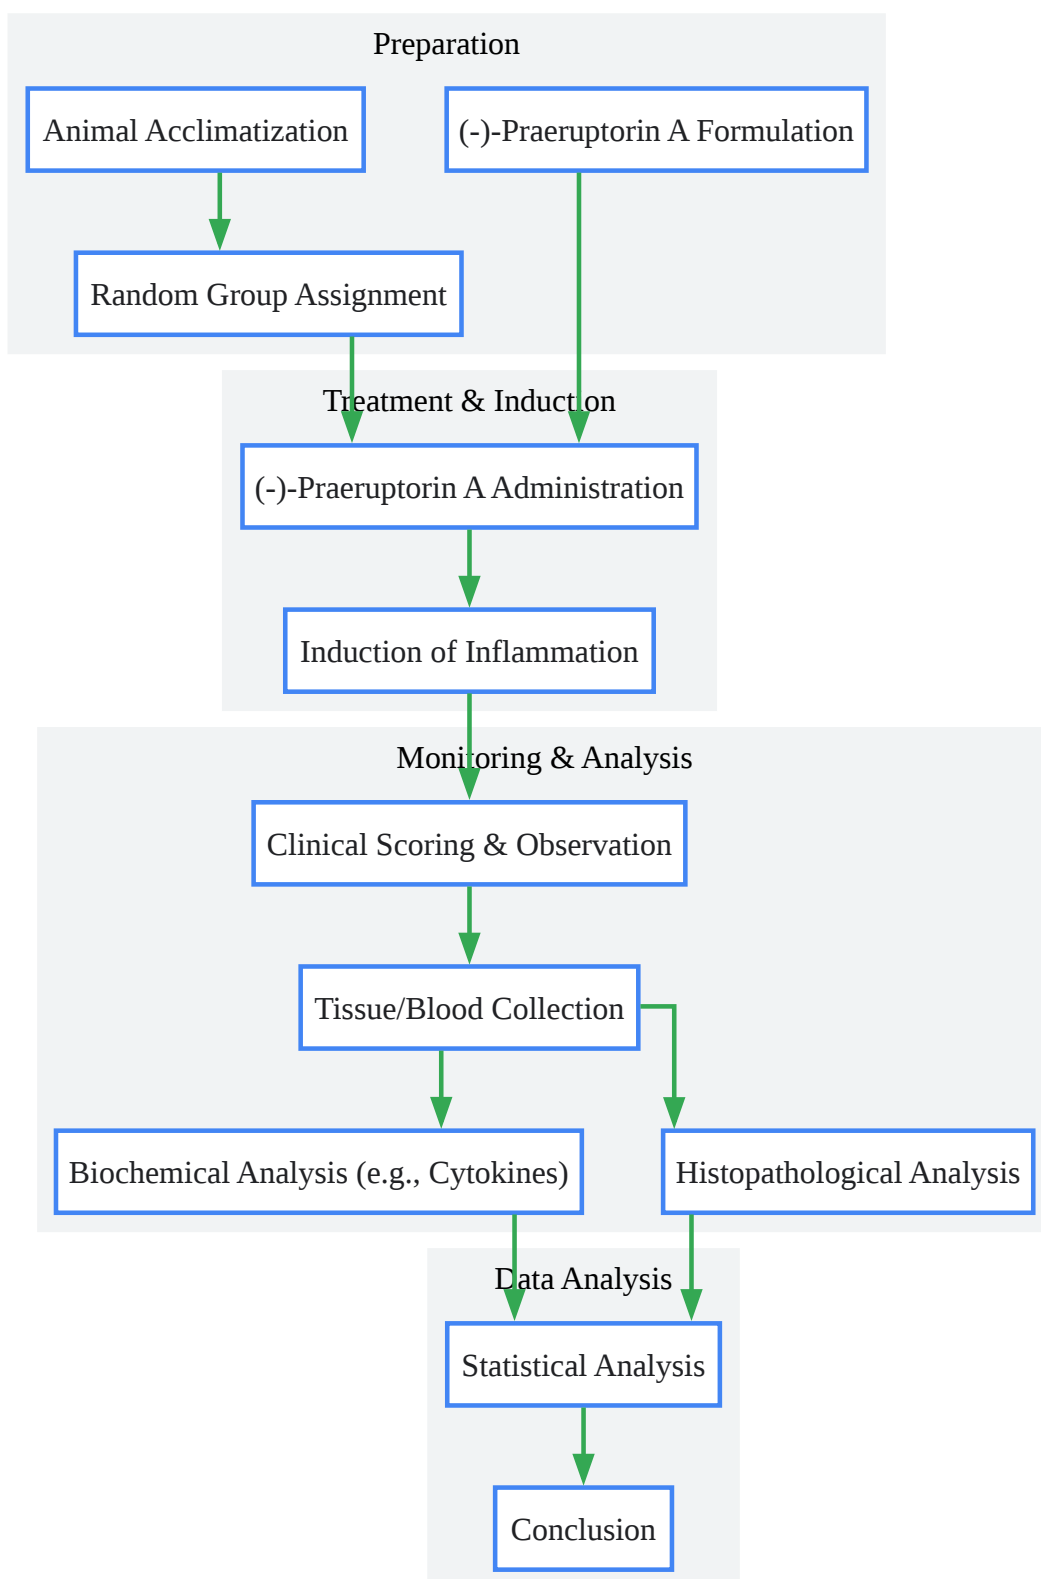 Preparation
Animal Acclimatization
(-)-Praeruptorin A Formulation
Random Group Assignment
Treatment & Induction
(-)-Praeruptorin A Administration
Induction of Inflammation
Monitoring & Analysis
Clinical Scoring & Observation
Tissue/Blood Collection
Biochemical Analysis (e.g., Cytokines)
Histopathological Analysis
Data Analysis
Statistical Analysis
Conclusion